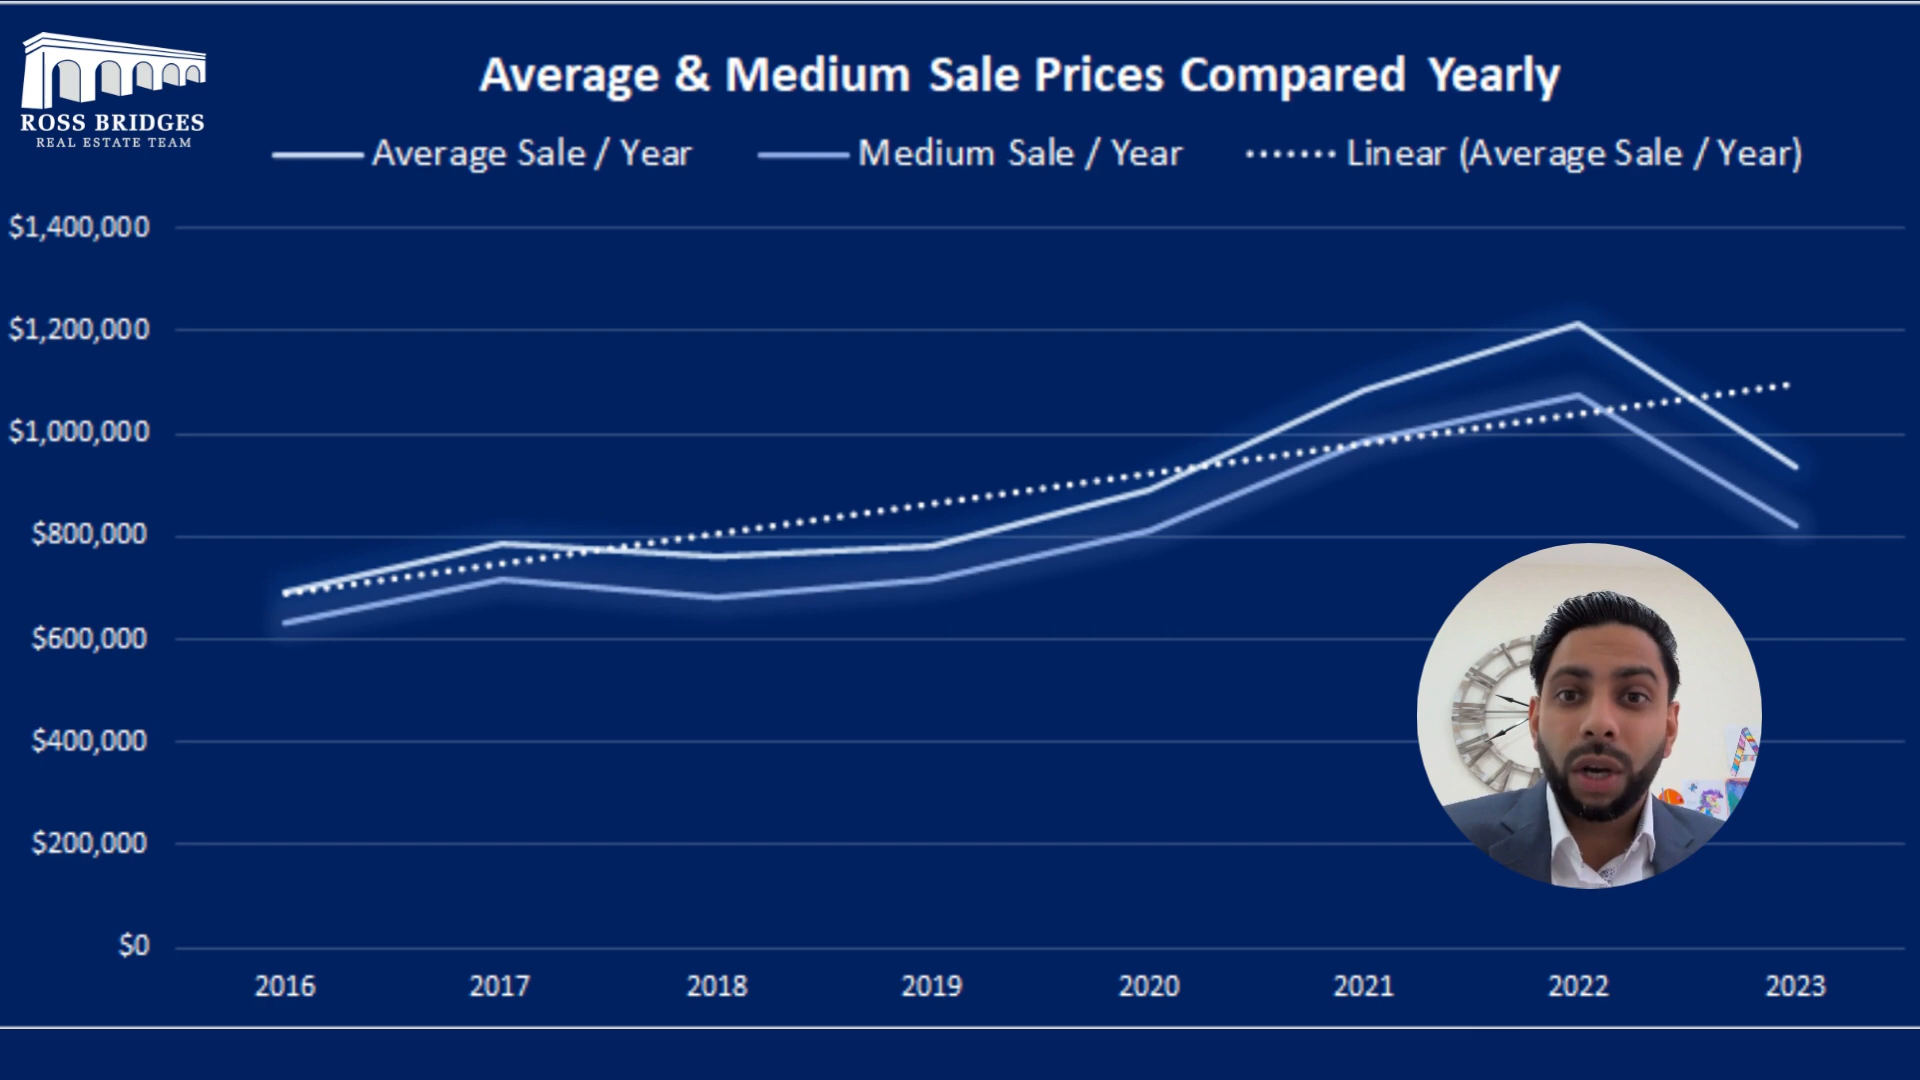 ROSS BRIDGES
REAL ESTATE TEAM
Average & Medium Sale Prices Compared Yearly
Average Sale / Year Medium Sale / Year Linear (Average Sale / Year)
$1,400,000
$1,200,000
$1,000,000
$800,000
$600,000
$400,000
$200,000
$0
2016 2017 2018 2019 2020 2021 2022 2023